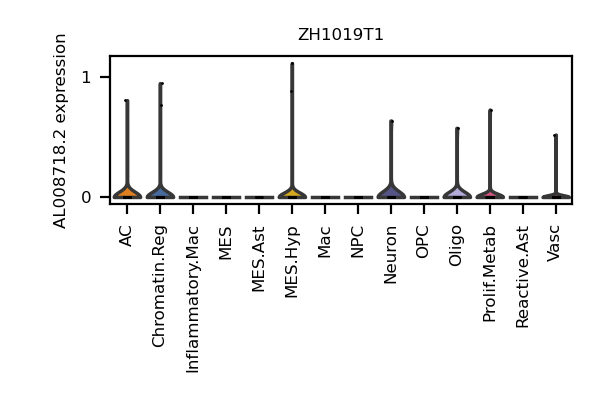 ZH1019T1
AL008718.2 expression
1
0
AC
Chromatin.Reg
Inflammatory.Mac
MES
MES.Ast
MES.Hyp
Mac
NPC
Neuron
OPC
Oligo
Prolif.Metab
Reactive.Ast
Vasc